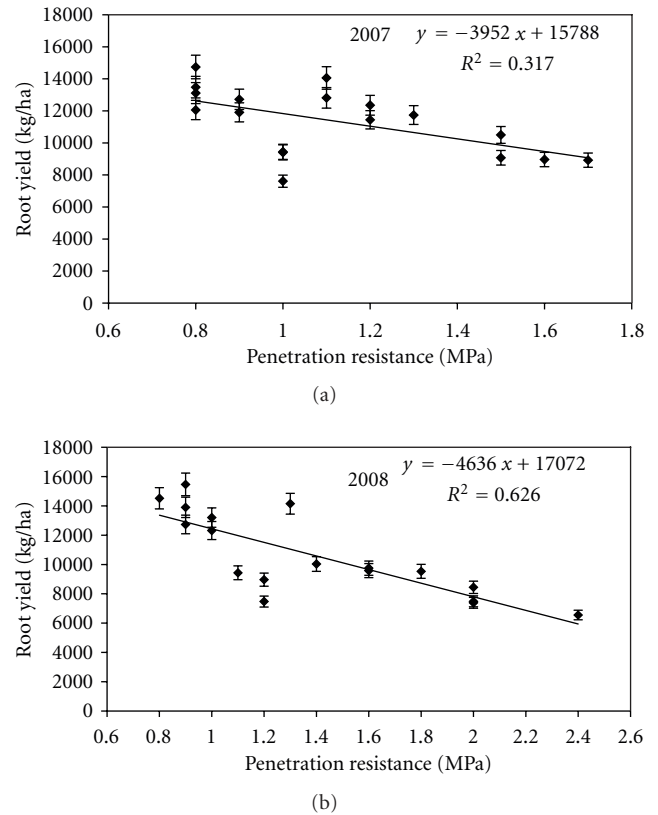 18000
16000
14000
12000
10000
8000
6000
4000
2000
0
Root yield (kg/ha)
2007 y = −3952 x + 15788
R² = 0.317
0.6 0.8 1 1.2 1.4 1.6 1.8
Penetration resistance (MPa)
(a)
18000
16000
14000
12000
10000
8000
6000
4000
2000
0
Root yield (kg/ha)
y = −4636 x + 17072
2008
R² = 0.626
0.6 0.8 1 1.2 1.4 1.6 1.8 2 2.2 2.4 2.6
Penetration resistance (MPa)
(b)